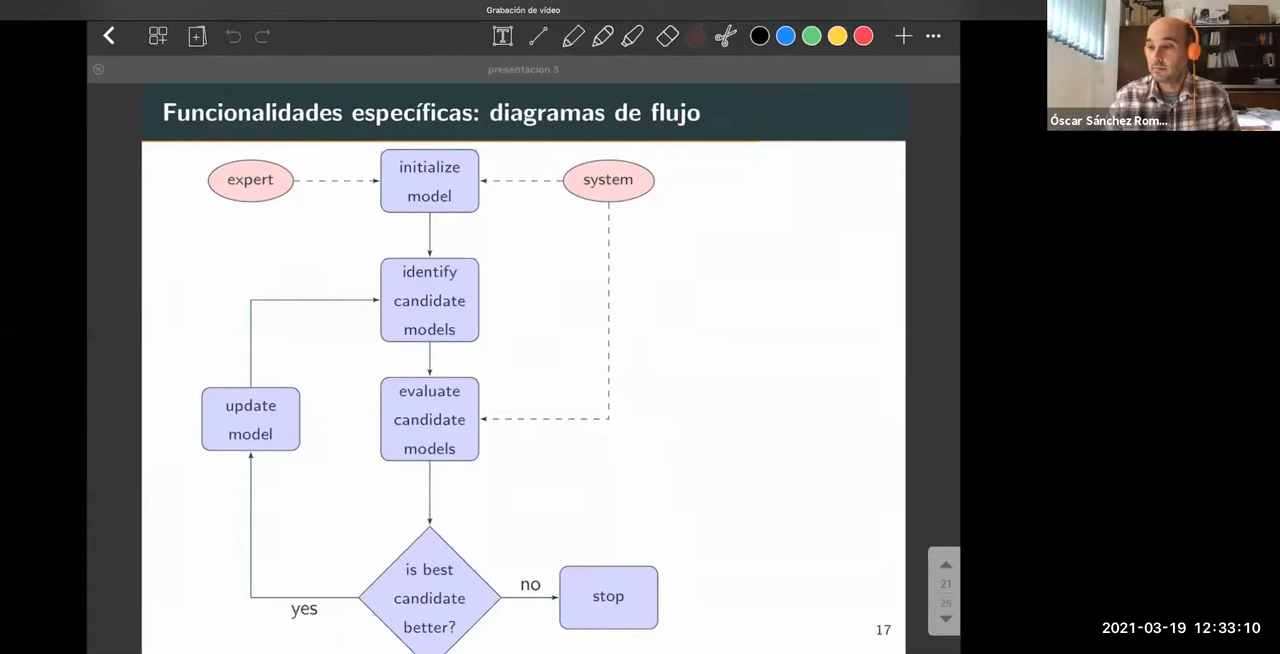 Grabación de vídeo
presentacion 3
Funcionalidades específicas: diagramas de flujo
expert
initialize
model
system
identify
candidate
models
update
model
evaluate
candidate
models
is best
candidate
better?
yes
no
stop
17
21
25
Óscar Sánchez Rom...
2021-03-19 12:33:10